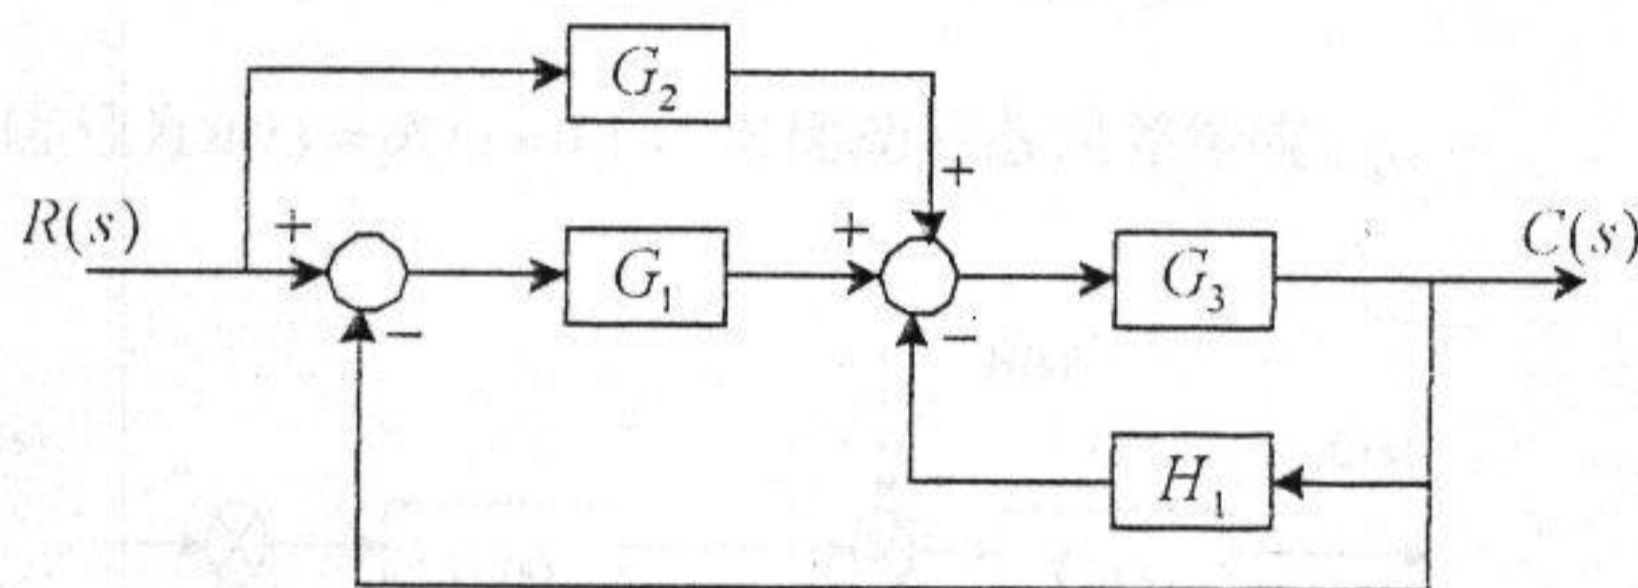 G₂
+
R(s) + G₁ + G₃ C(s)
− −
H₁